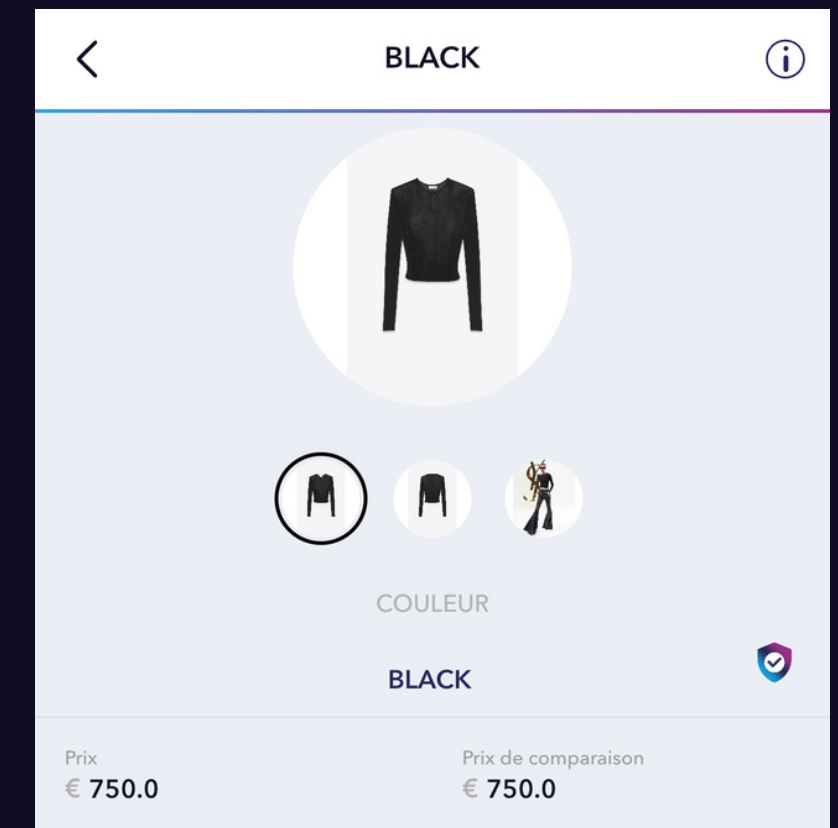 BLACK
COULEUR
BLACK
Prix
Prix de comparaison
€ 750.0
€ 750.0